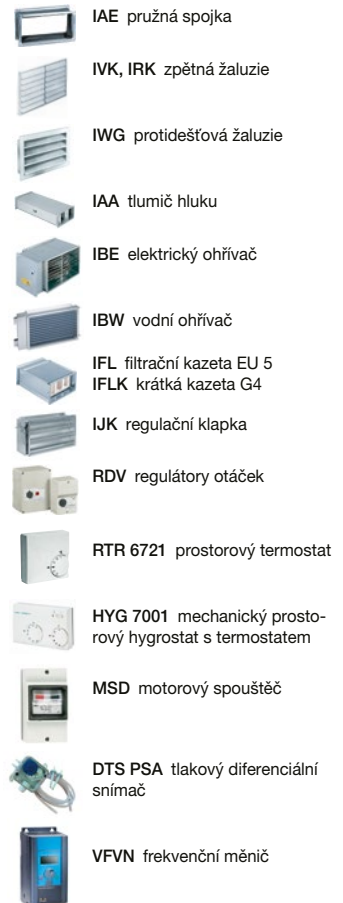 IAE pružná spojka
IVK, IRK zpětná žaluzie
IWG protidešťová žaluzie
IAA tlumič hluku
IBE elektrický ohřívač
IBW vodní ohřívač
IFL filtrační kazeta EU 5
IFLK krátká kazeta G4
IJK regulační klapka
RDV regulátory otáček
RTR 6721 prostorový termostat
HYG 7001 mechanický prosto-
rový hygrostat s termostatem
MSD motorový spouštěč
DTS PSA tlakový diferenciální
snímač
VFVN frekvenční měnič